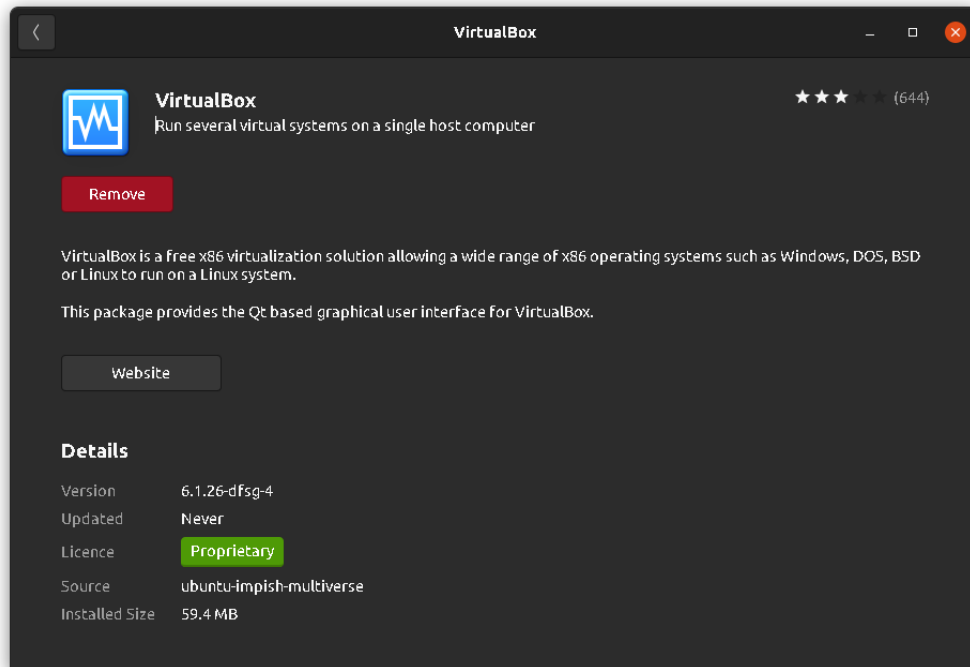 VirtualBox
VirtualBox
(644)
Run several virtual systems on a single host computer
Remove
VirtualBox is a free x86 virtualization solution allowing a wide range of x86 operating systems such as Windows, DOS, BSD
or Linux to run on a Linux system.
This package provides the Qt based graphical user interface for VirtualBox.
Website
Details
Version 6.1.26-dfsg-4
Updated Never
Licence Proprietary
Source ubuntu-impish-multiverse
Installed Size 59.4 MB